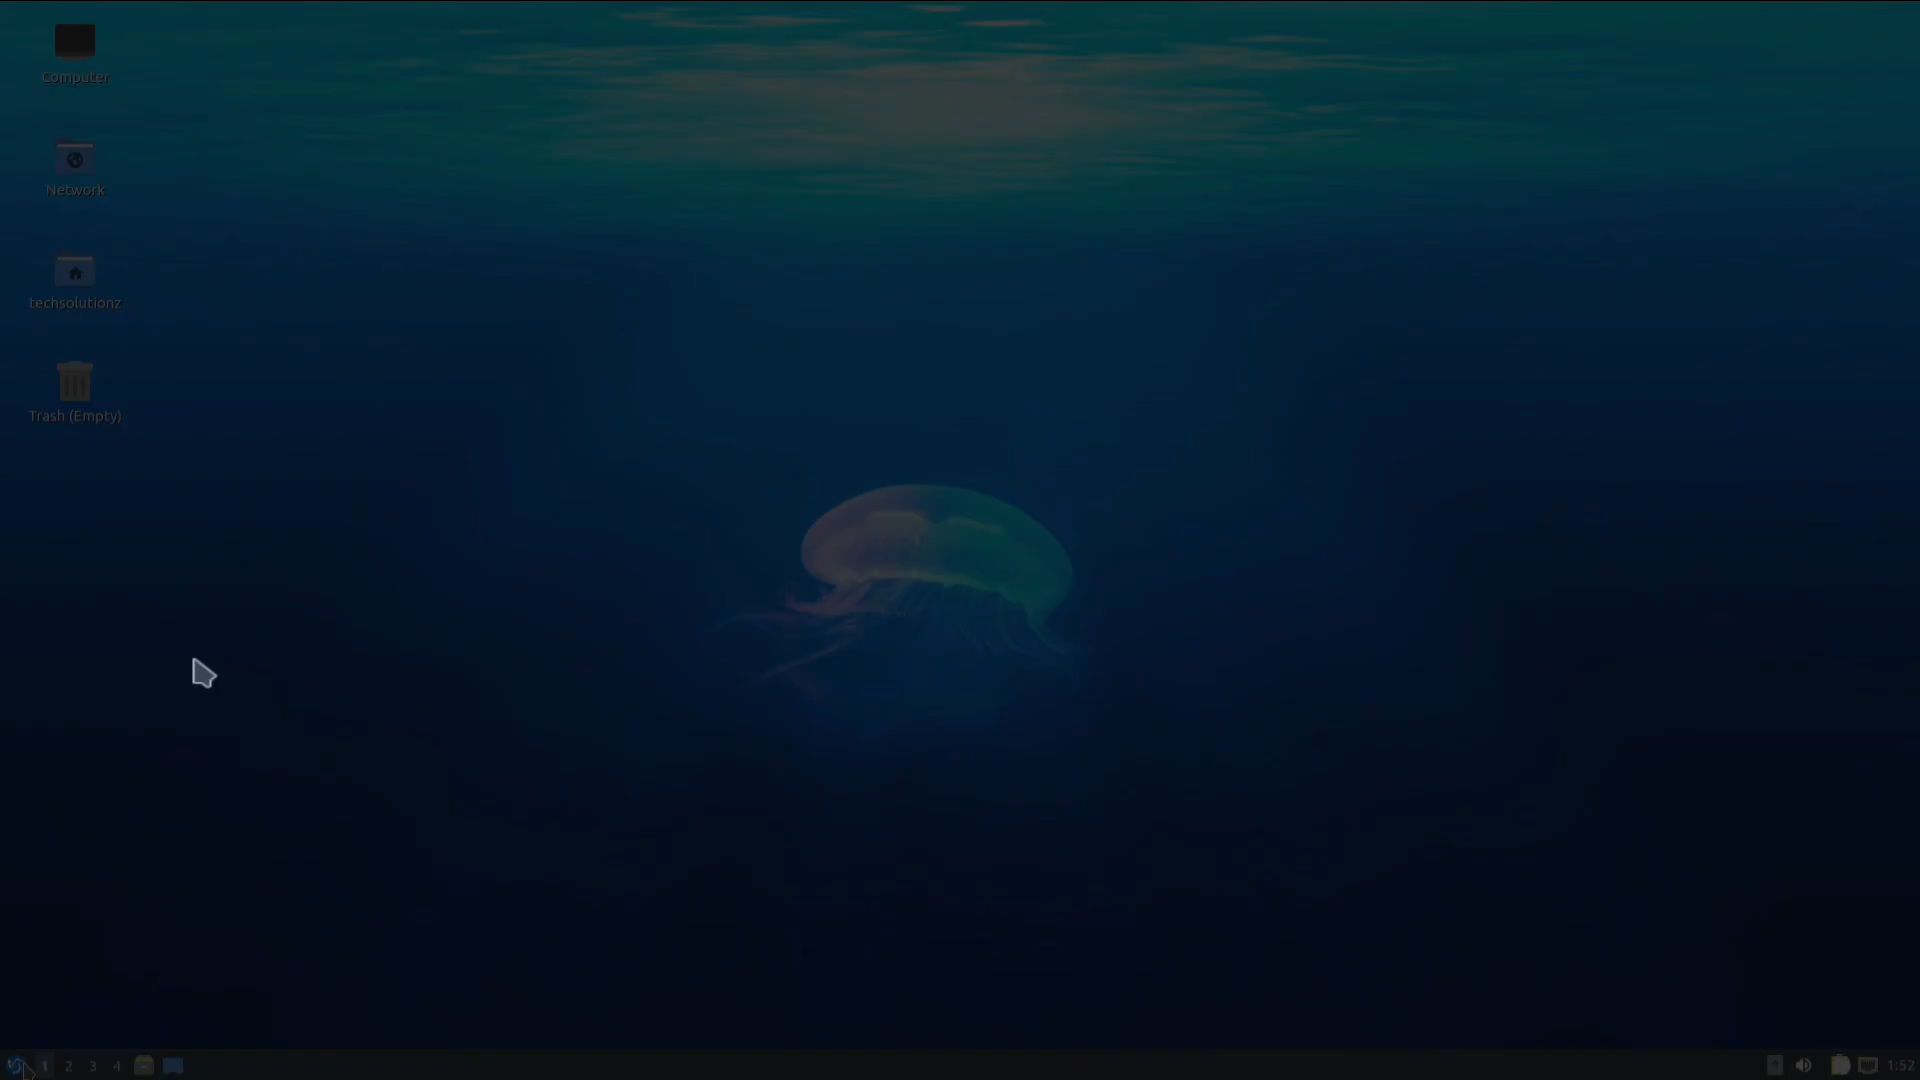 Computer
Network
techsolutionz
Trash (Empty)
1 2 3 4
1:52